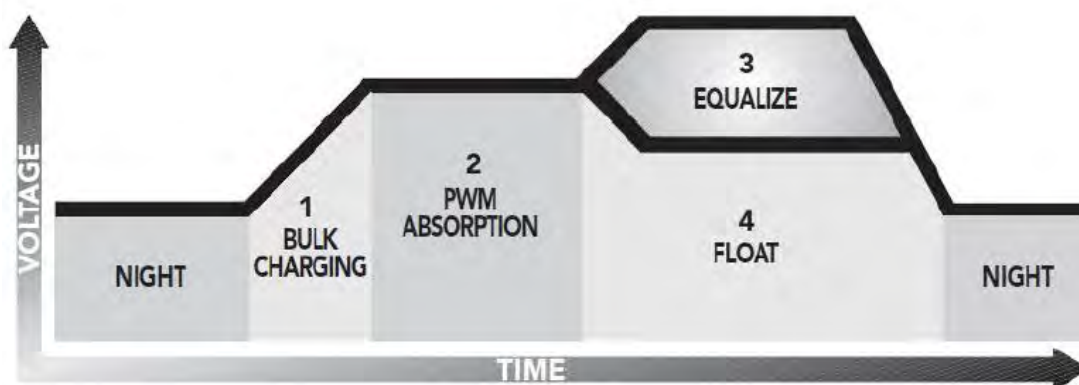 VOLTAGE
NIGHT
1
BULK
CHARGING
2
PWM
ABSORPTION
3
EQUALIZE
4
FLOAT
NIGHT
TIME